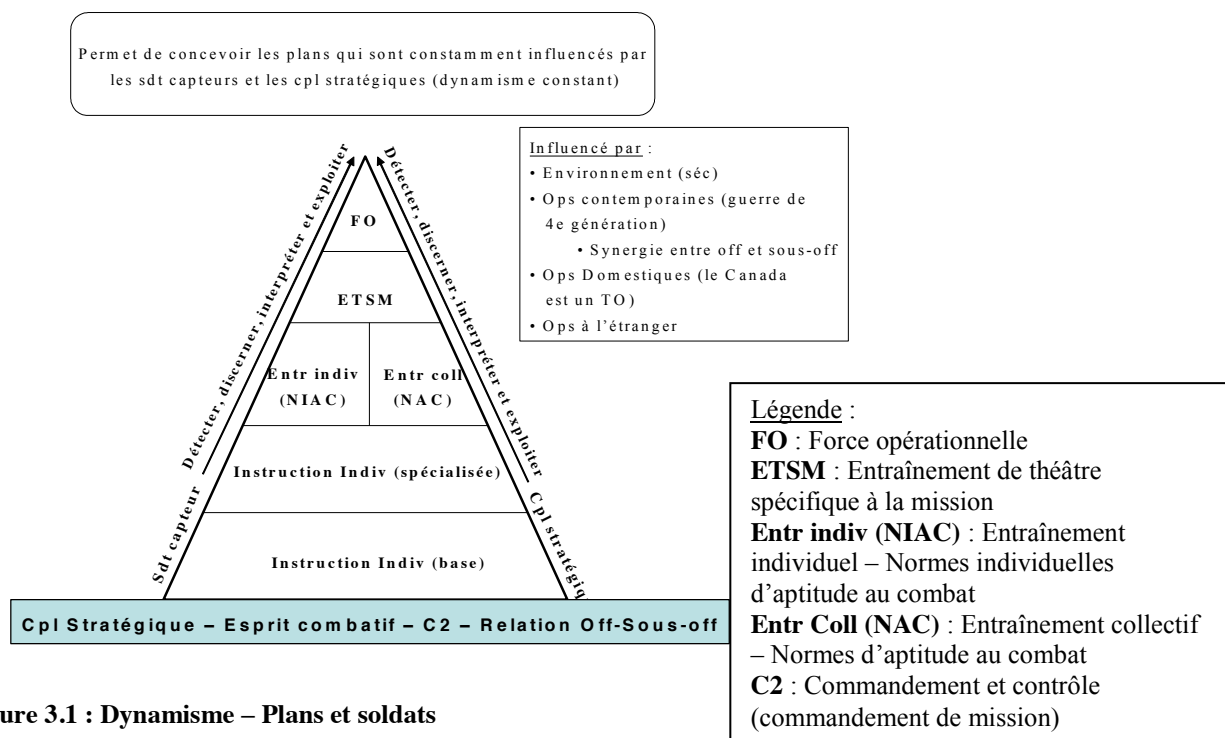 Permet de concevoir les plans qui sont constamment influencés par
les sdt capteurs et les cpl stratégiques (dynamisme constant)
Influencé par :
• Environnement (séc)
• Ops contemporaines (guerre de
4e génération)
• Synergie entre off et sous-off
• Ops Domestiques (le Canada
est un TO)
• Ops à l'étranger
Détecter, discerner, interpréter et exploiter
Détecter, discerner, interpréter et exploiter
FO
ETSM
Entr indiv
(NIAC)
Entr coll
(NAC)
Instruction Indiv (spécialisée)
Instruction Indiv (base)
Sdt capteur
Cpl stratégiq
Cpl Stratégique – Esprit combatif – C2 – Relation Off-Sous-off
Légende :
FO : Force opérationnelle
ETSM : Entraînement de théâtre
spécifique à la mission
Entr indiv (NIAC) : Entraînement
individuel – Normes individuelles
d'aptitude au combat
Entr Coll (NAC) : Entraînement collectif
– Normes d'aptitude au combat
C2 : Commandement et contrôle
(commandement de mission)
ure 3.1 : Dynamisme – Plans et soldats